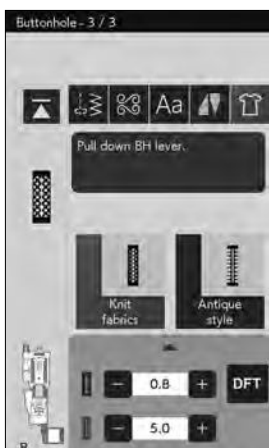 Buttonhole - 3 / 3
Aa
Pull down BH lever.
Knit
fabrics
Antique
style
0.8
DFT
5.0
R